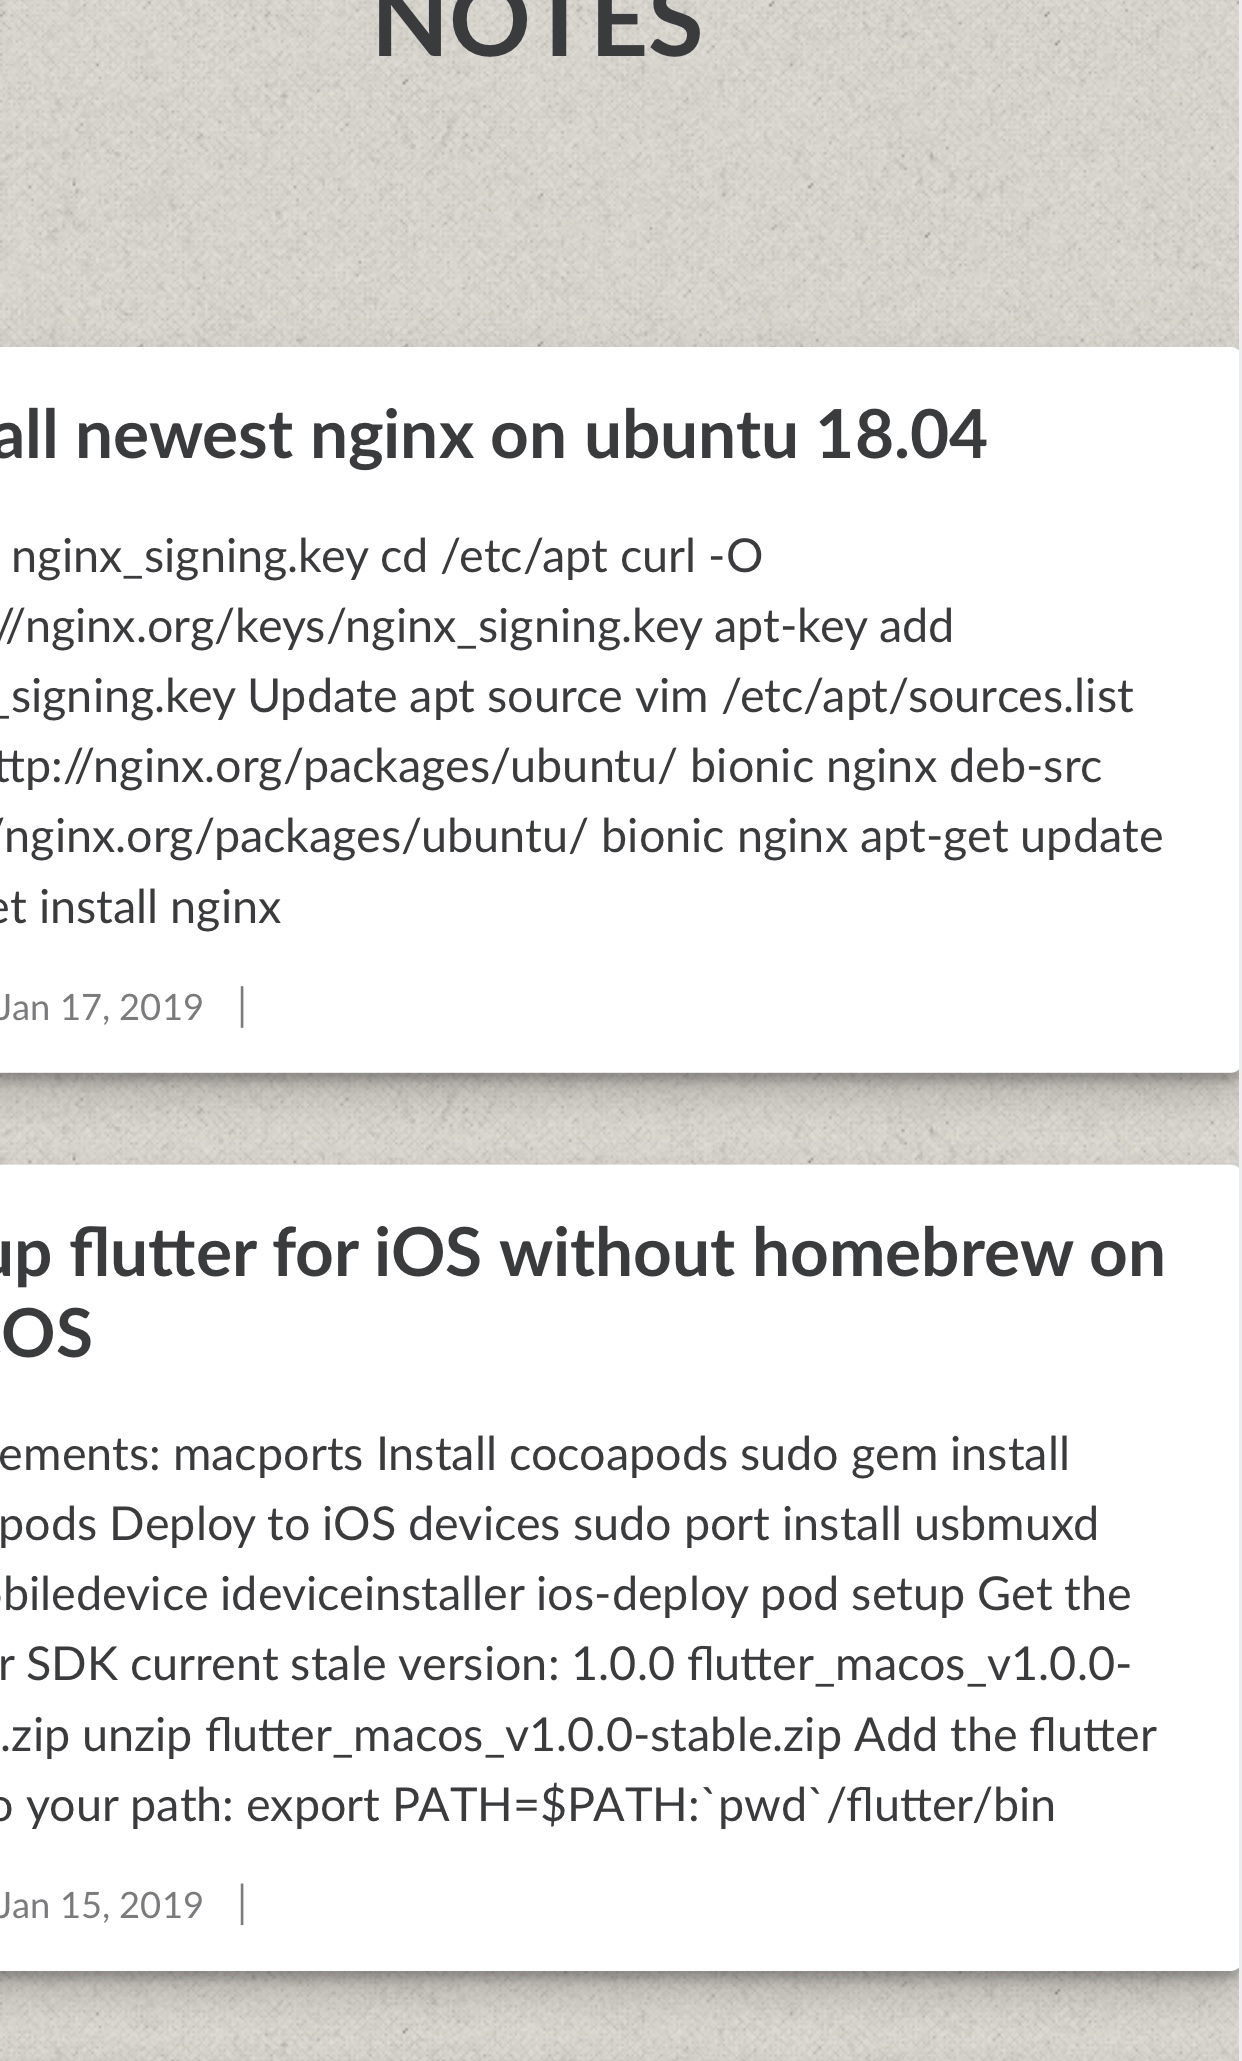 NOTES
all newest nginx on ubuntu 18.04
nginx_signing.key cd /etc/apt curl -O
//nginx.org/keys/nginx_signing.key apt-key add
_signing.key Update apt source vim /etc/apt/sources.list
ttp://nginx.org/packages/ubuntu/ bionic nginx deb-src
/nginx.org/packages/ubuntu/ bionic nginx apt-get update
et install nginx
Jan 17, 2019 |
up flutter for iOS without homebrew on
OS
ements: macports Install cocoapods sudo gem install
pods Deploy to iOS devices sudo port install usbmuxd
biledevice ideviceinstaller ios-deploy pod setup Get the
r SDK current stale version: 1.0.0 flutter_macos_v1.0.0-
.zip unzip flutter_macos_v1.0.0-stable.zip Add the flutter
o your path: export PATH=$PATH:`pwd`/flutter/bin
Jan 15, 2019 |